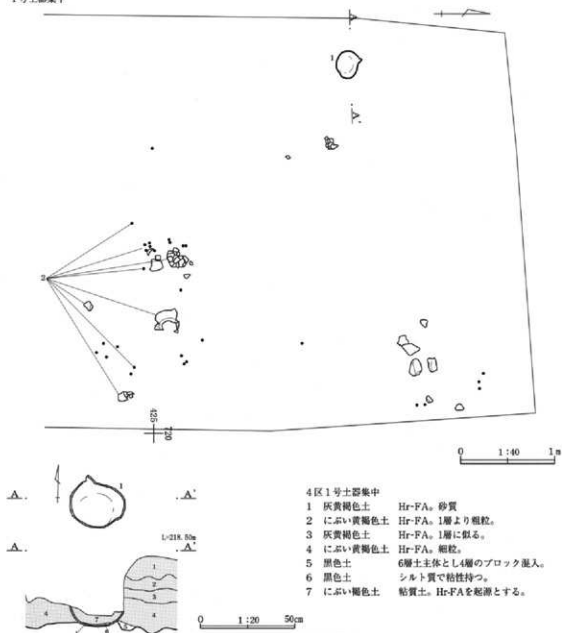 1号土器集中
1
2
425
720
0 1:40 1m
1
A A'
A A'
L=218.50m
1
2
3
4
4
7
6
5
0 1:20 50cm
4区1号土器集中
1 灰黄褐色土 Hr-FA。砂質
2 にぶい黄褐色土 Hr-FA。1層より粗粒。
3 灰黄褐色土 Hr-FA。1層に似る。
4 にぶい黄褐色土 Hr-FA。細粒。
5 黒色土 6層土主体とし4層のブロック混入。
6 黒色土 シルト質で粘性持つ。
7 にぶい褐色土 粘質土。Hr-FAを起源とする。